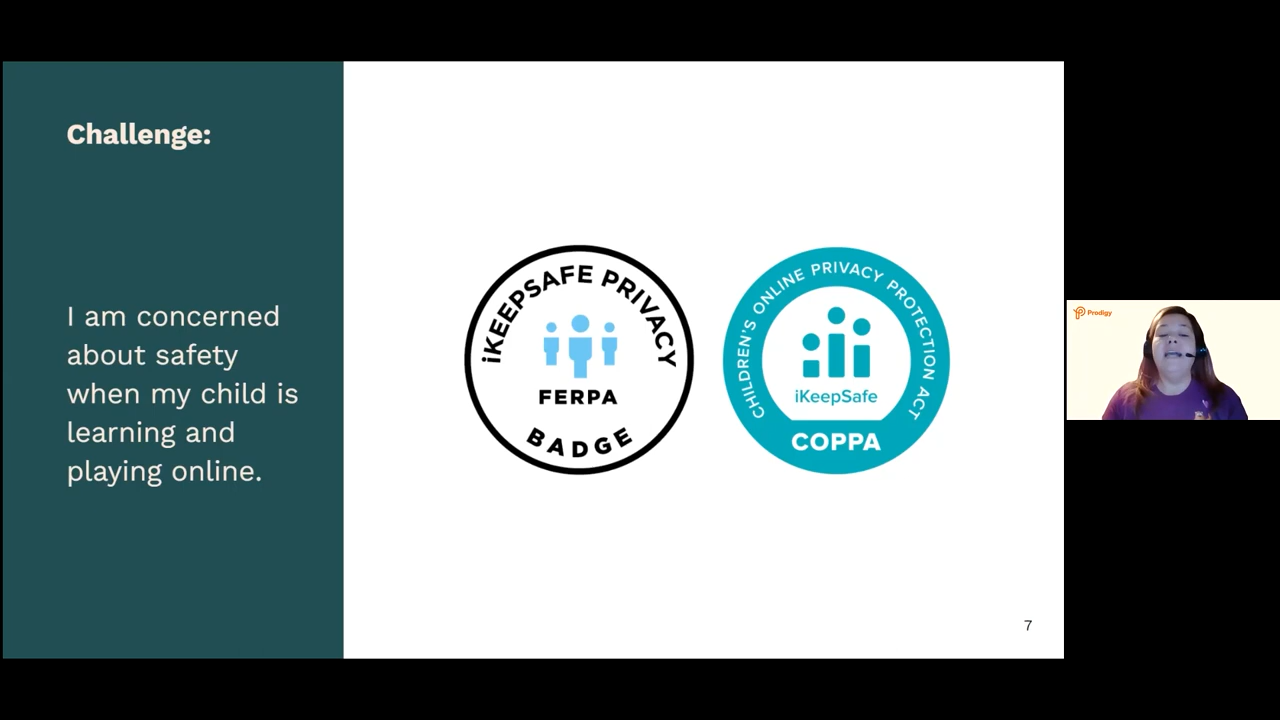 Challenge:
I am concerned
about safety
when my child is
learning and
playing online.
iKEEPSAFE PRIVACY
FERPA
BADGE
CHILDREN'S ONLINE PRIVACY PROTECTION ACT
iKeepSafe
COPPA
7
Prodigy